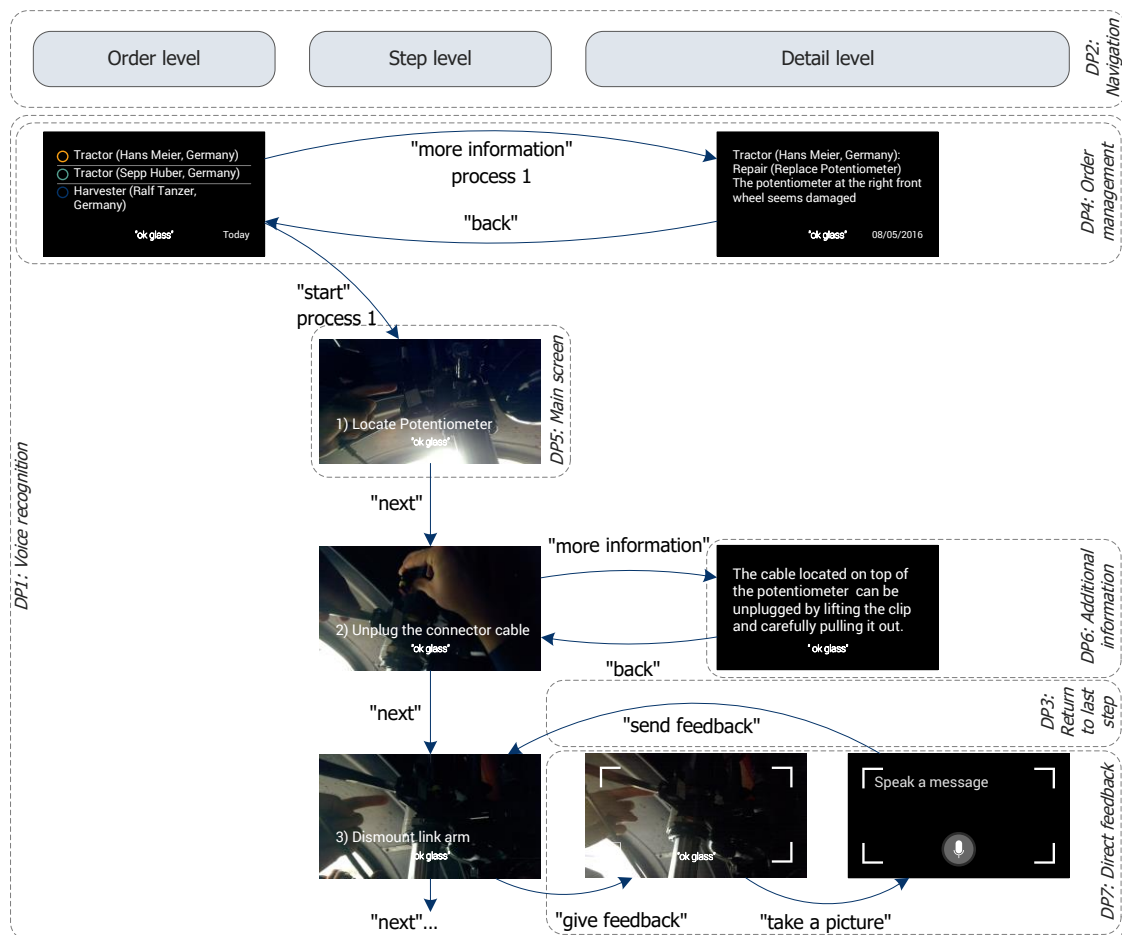 Order level
Step level
Detail level
DP2:
Navigation
Tractor (Hans Meier, Germany)
Tractor (Sepp Huber, Germany)
Harvester (Ralf Tanzer,
Germany)
"ok glass"
Today
"more information"
process 1
"back"
Tractor (Hans Meier, Germany):
Repair (Replace Potentiometer)
The potentiometer at the right front
wheel seems damaged
"ok glass"
08/05/2016
DP4: Order
management
"start"
process 1
1) Locate Potentiometer
"ok glass"
DP5: Main screen
DP1: Voice recognition
"next"
2) Unplug the connector cable
"ok glass"
"more information"
"back"
The cable located on top of
the potentiometer can be
unplugged by lifting the clip
and carefully pulling it out.
"ok glass"
DP6: Additional
information
"next"
"send feedback"
DP3:
Return
to last
step
3) Dismount link arm
"ok glass"
"ok glass"
Speak a message
DP7: Direct feedback
"next"...
"give feedback"
"take a picture"